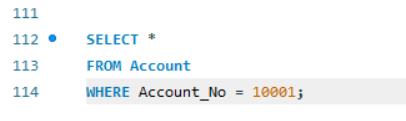 111
112 SELECT *
113 FROM Account
114 WHERE Account_No = 10001;